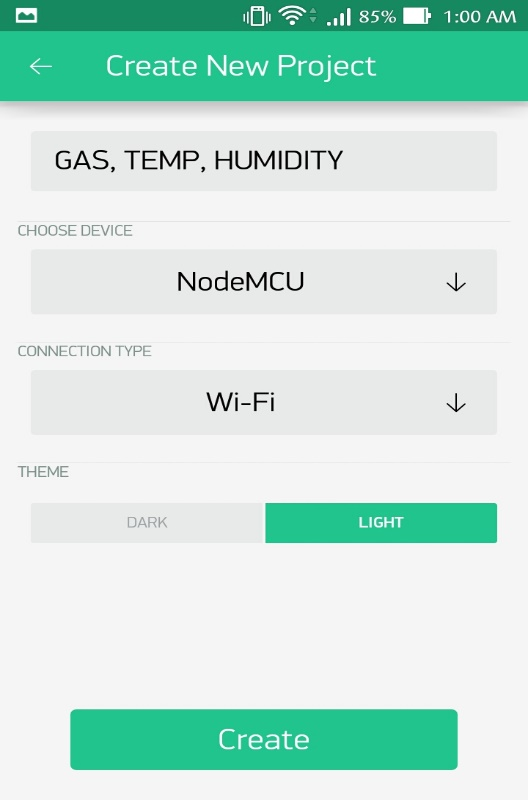 85% 1:00 AM
Create New Project
GAS, TEMP, HUMIDITY
CHOOSE DEVICE
NodeMCU
CONNECTION TYPE
Wi-Fi
THEME
DARK LIGHT
Create